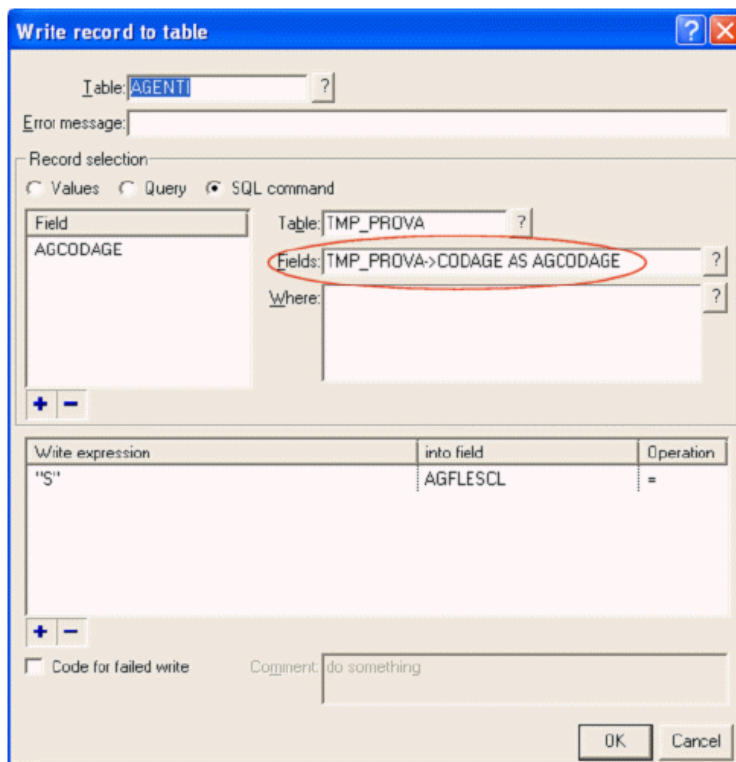 Write record to table
Table: AGENTI ?
Error message:
Record selection
Values Query SQL command
Field
AGCODAGE
Table: TMP_PROVA ?
Fields: TMP_PROVA->CODAGE AS AGCODAGE ?
Where: ?
+ −
Write expression into field Operation
"S" AGFLESCL =
+ −
Code for failed write Comment: do something
OK Cancel